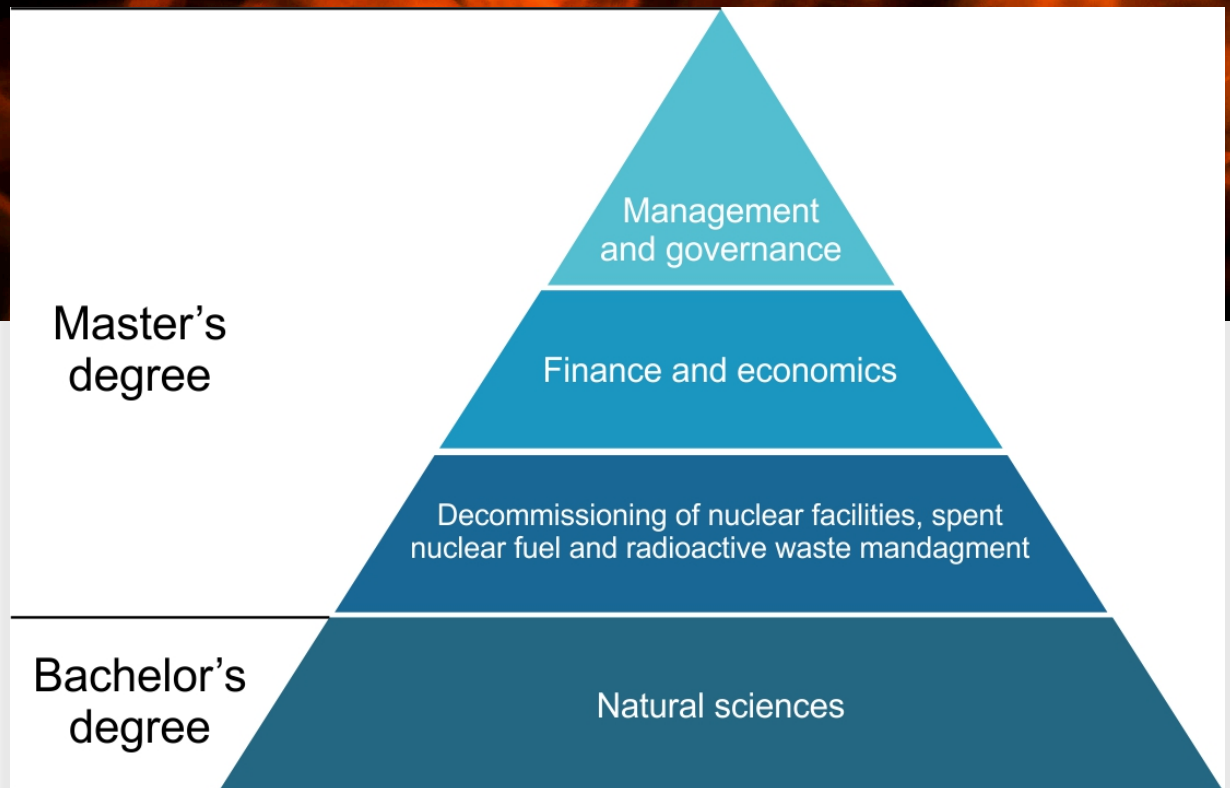 Management
and governance
Master’s
degree
Finance and economics
Decommissioning of nuclear facilities, spent
nuclear fuel and radioactive waste mandagment
Bachelor’s
degree
Natural sciences